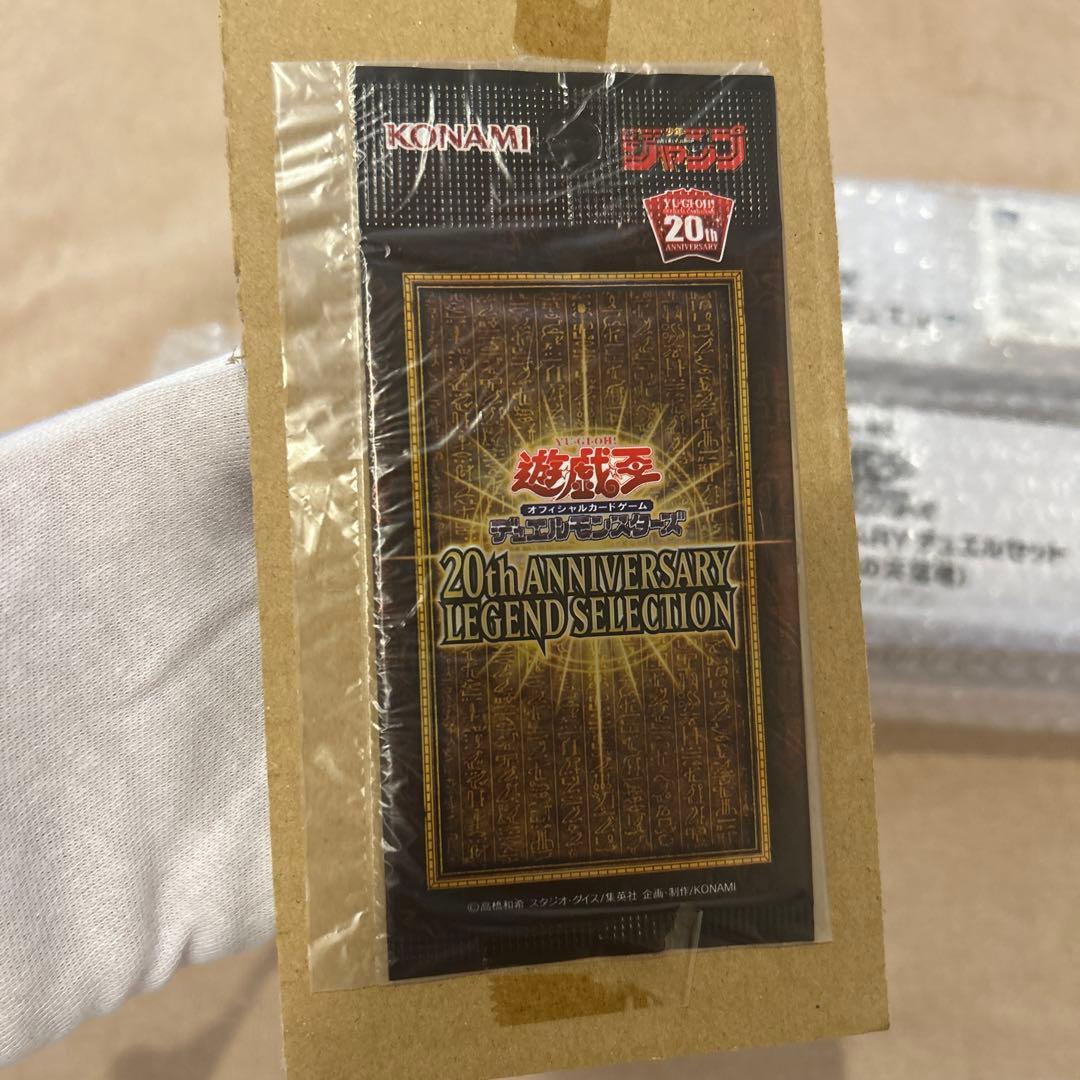 KONAMI
少年
ジャンプ
YU-GI-OH!
20th
ANNIVERSARY
YU-GI-OH!
遊戯王
オフィシャルカードゲーム
デュエルモンスターズ
20th ANNIVERSARY
LEGEND SELECTION
©高橋和希 スタジオ・ダイス/集英社 企画・制作/KONAMI
デュエルセット